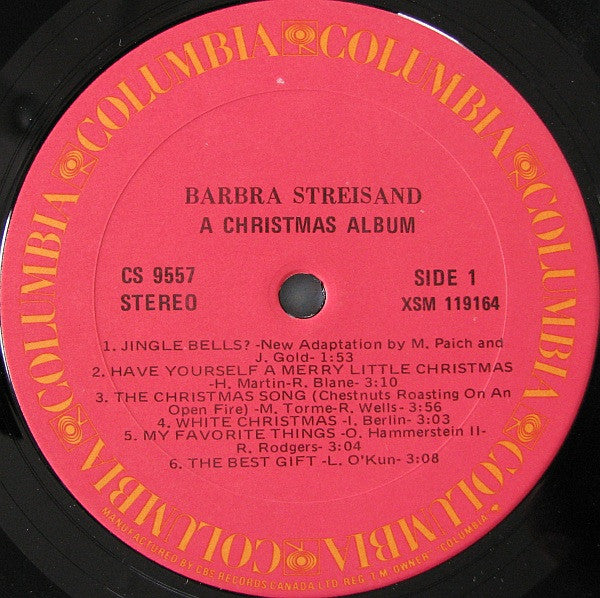 COLUMBIA COLUMBIA COLUMBIA COLUMBIA COLUMBIA COLUMBIA
BARBRA STREISAND
A CHRISTMAS ALBUM
CS 9557
STEREO
SIDE 1
XSM 119164
1. JINGLE BELLS? -New Adaptation by M. Paich and
J. Gold- 1:53
2. HAVE YOURSELF A MERRY LITTLE CHRISTMAS
-H. Martin-R. Blane- 3:10
3. THE CHRISTMAS SONG (Chestnuts Roasting On An
Open Fire) -M. Torme-R. Wells- 3:56
4. WHITE CHRISTMAS -I. Berlin- 3:03
5. MY FAVORITE THINGS -O. Hammerstein II-
R. Rodgers- 3:04
6. THE BEST GIFT -L. O'Kun- 3:08
MANUFACTURED BY CBS RECORDS CANADA LTD REG. T.M. OWNER "COLUMBIA"